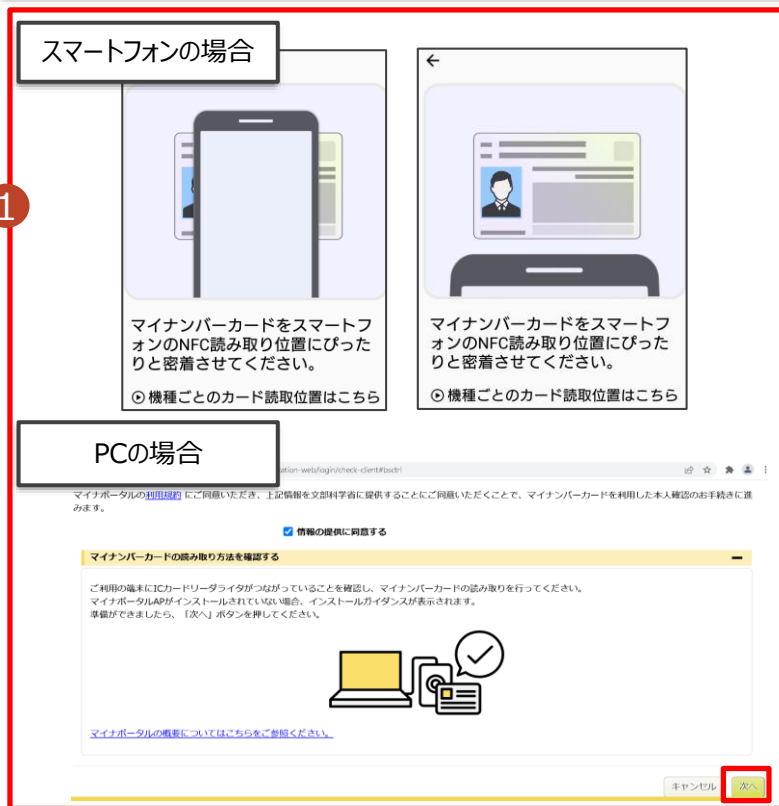 スマートフォンの場合
1
マイナンバーカードをスマートフ
ォンのNFC読み取り位置にぴった
りと密着させてください。
機種ごとのカード読取位置はこちら
←
マイナンバーカードをスマートフ
ォンのNFC読み取り位置にぴった
りと密着させてください。
機種ごとのカード読取位置はこちら
PCの場合
ation-web/login/check-client#bsctrl
マイナポータルの利用規約 にご同意いただき、上記情報を文部科学省に提供することにご同意いただくことで、マイナンバーカードを利用した本人確認のお手続きに進
みます。
情報の提供に同意する
マイナンバーカードの読み取り方法を確認する
ご利用の端末にICカードリーダライタがつながっていることを確認し、マイナンバーカードの読み取りを行ってください。
マイナポータルAPがインストールされていない場合、インストールガイダンスが表示されます。
準備ができましたら、「次へ」ボタンを押してください。
マイナポータルの概要についてはこちらをご参照ください。
キャンセル
次へ